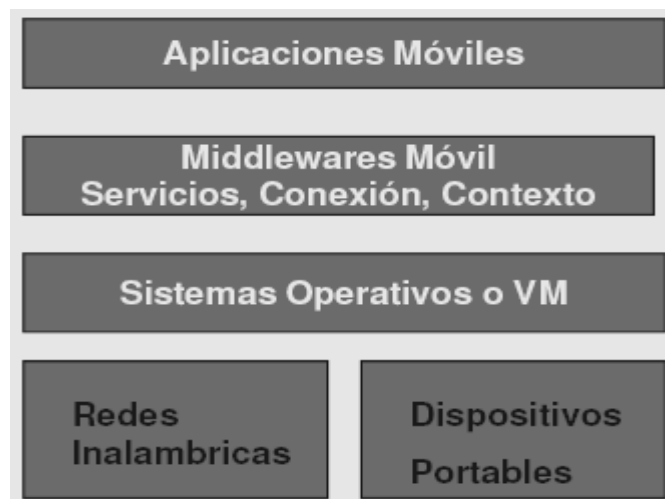 Aplicaciones Móviles
Middlewares Móvil
Servicios, Conexión, Contexto
Sistemas Operativos o VM
Redes
Inalambricas
Dispositivos
Portables